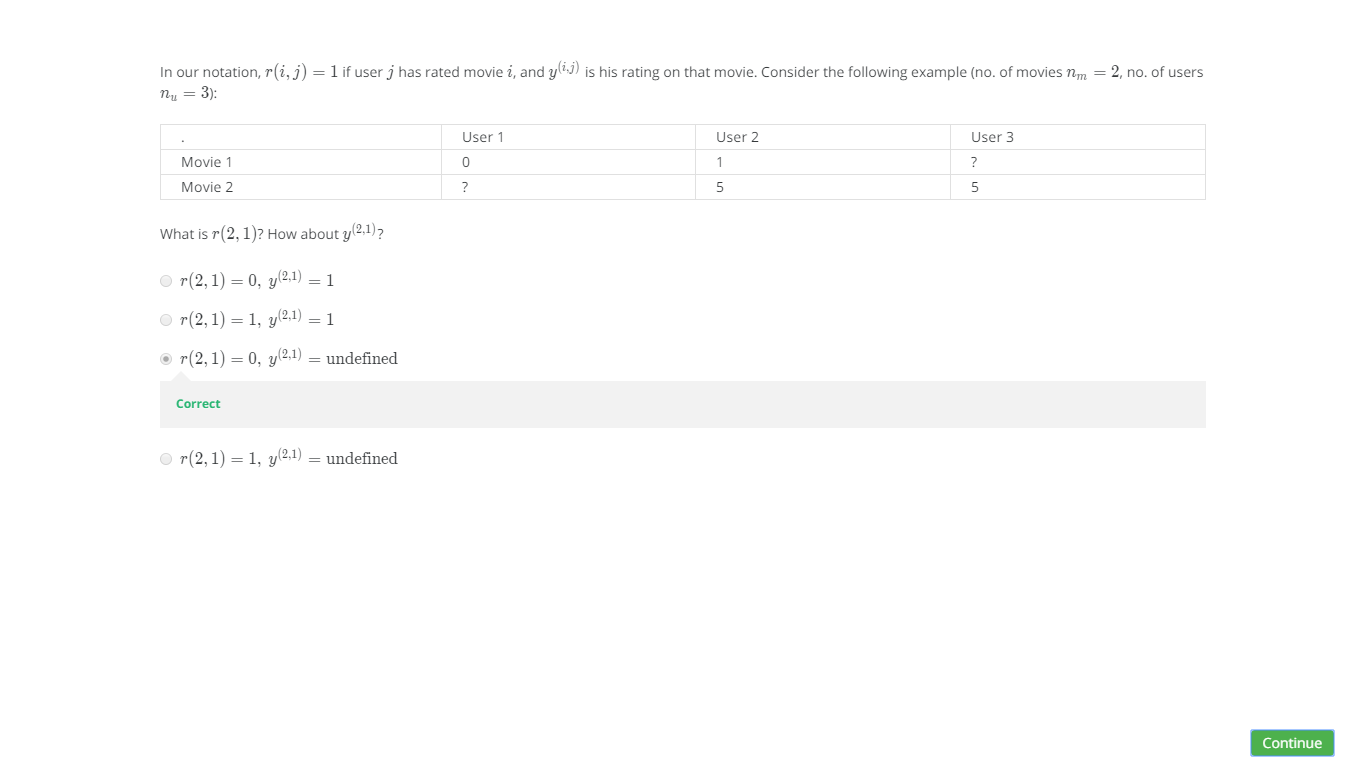 In our notation, r(i, j) = 1 if user j has rated movie i, and y^(i,j) is his rating on that movie. Consider the following example (no. of movies n_m = 2, no. of users
n_u = 3):
. User 1 User 2 User 3
Movie 1 0 1 ?
Movie 2 ? 5 5
What is r(2, 1)? How about y^(2,1)?
r(2, 1) = 0, y^(2,1) = 1
r(2, 1) = 1, y^(2,1) = 1
r(2, 1) = 0, y^(2,1) = undefined
Correct
r(2, 1) = 1, y^(2,1) = undefined
Continue